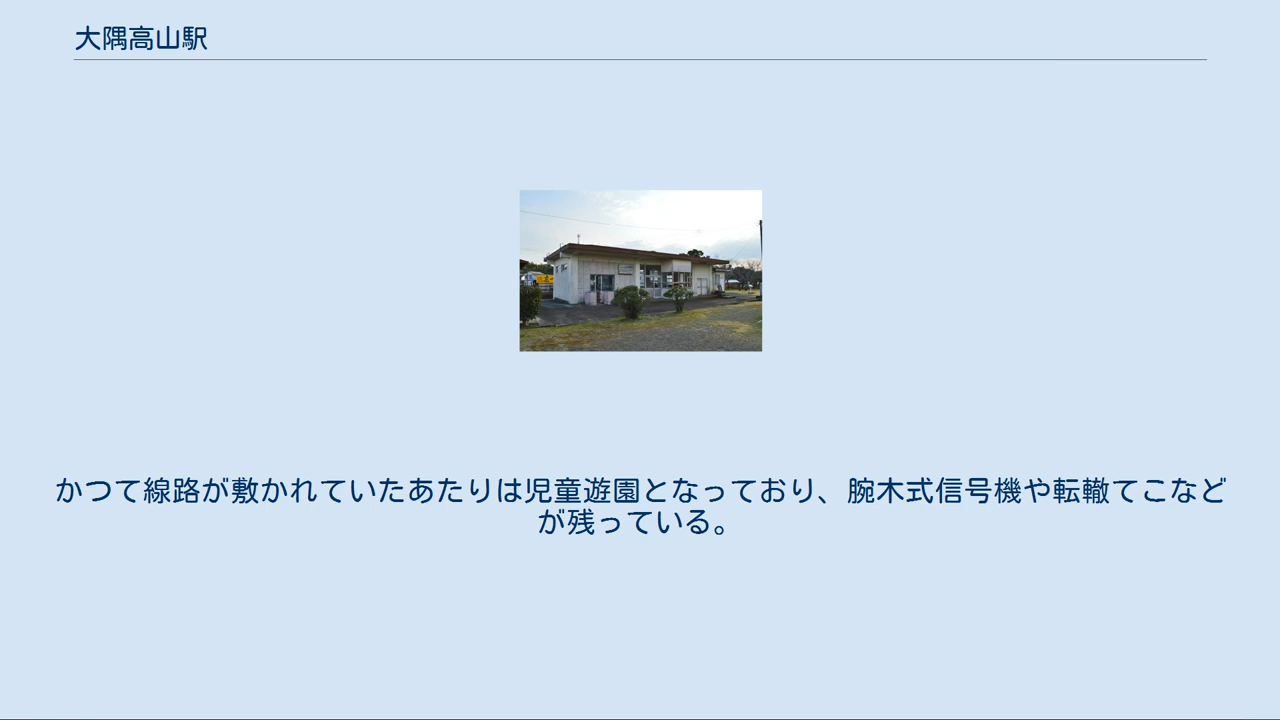 大隅高山駅
かつて線路が敷かれていたあたりは児童遊園となっており、腕木式信号機や転轍てこなど
が残っている。